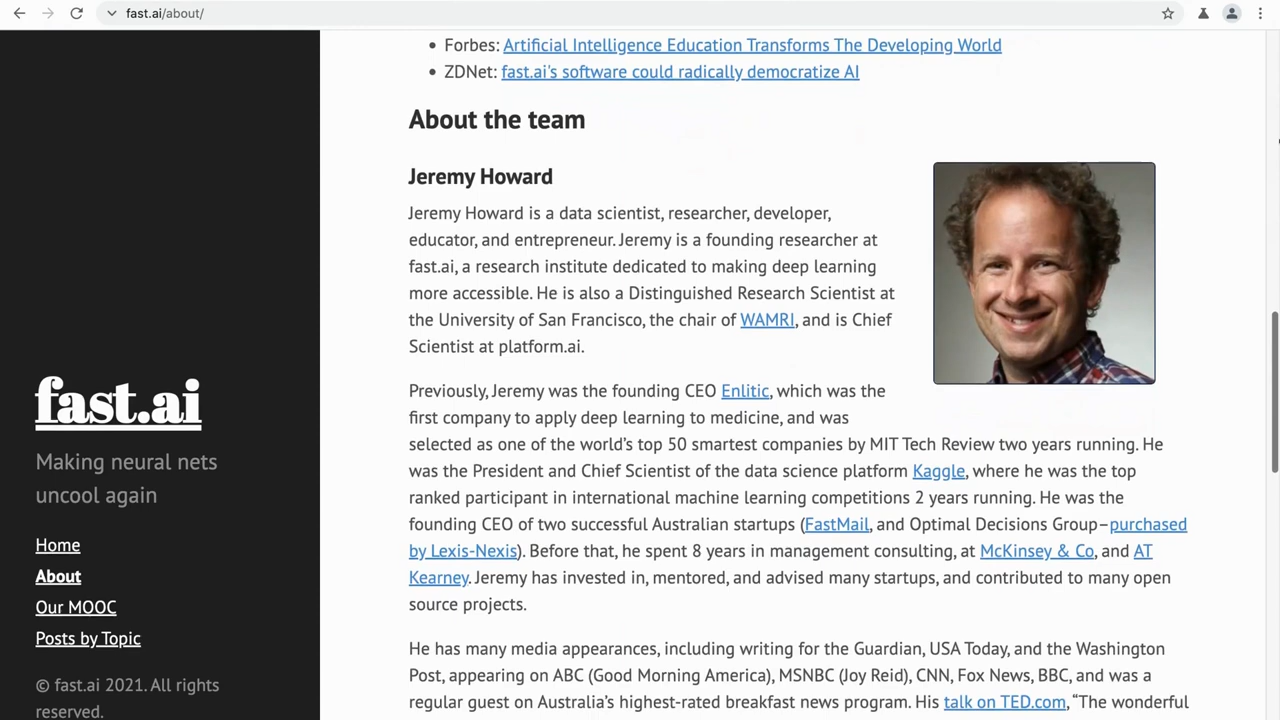 fast.ai/about/
Forbes: Artificial Intelligence Education Transforms The Developing World
ZDNet: fast.ai's software could radically democratize AI
About the team
Jeremy Howard
Jeremy Howard is a data scientist, researcher, developer,
educator, and entrepreneur. Jeremy is a founding researcher at
fast.ai, a research institute dedicated to making deep learning
more accessible. He is also a Distinguished Research Scientist at
the University of San Francisco, the chair of WAMRI, and is Chief
Scientist at platform.ai.
Previously, Jeremy was the founding CEO Enlitic, which was the
first company to apply deep learning to medicine, and was
selected as one of the world’s top 50 smartest companies by MIT Tech Review two years running. He
was the President and Chief Scientist of the data science platform Kaggle, where he was the top
ranked participant in international machine learning competitions 2 years running. He was the
founding CEO of two successful Australian startups (FastMail, and Optimal Decisions Group–purchased
by Lexis-Nexis). Before that, he spent 8 years in management consulting, at McKinsey & Co, and AT
Kearney. Jeremy has invested in, mentored, and advised many startups, and contributed to many open
source projects.
He has many media appearances, including writing for the Guardian, USA Today, and the Washington
Post, appearing on ABC (Good Morning America), MSNBC (Joy Reid), CNN, Fox News, BBC, and was a
regular guest on Australia’s highest-rated breakfast news program. His talk on TED.com, “The wonderful
fast.ai
Making neural nets
uncool again
Home
About
Our MOOC
Posts by Topic
© fast.ai 2021. All rights
reserved.